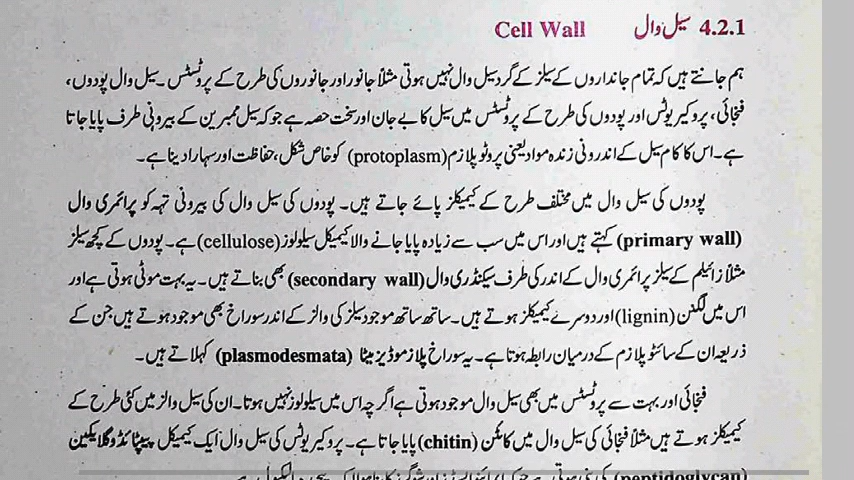 4.2.1 سیل وال Cell Wall
ہم جانتے ہیں کہ تمام جانداروں کے سیلز کے گرد سیل وال نہیں ہوتی مثلاً جانور اور جانوروں کی طرح کے پروٹسٹس۔ سیل وال پودوں،
فنجائی، پروکیریوٹس اور پودوں کی طرح کے پروٹسٹس میں سیل کا بے جان اور سخت حصہ ہے جو کہ سیل ممبرین کے بیرونی طرف پایا جاتا
ہے۔ اس کا کام سیل کے اندرونی زندہ مواد یعنی پروٹوپلازم (protoplasm) کو خاص شکل، حفاظت اور سہارا دینا ہے۔
پودوں کی سیل وال میں مختلف طرح کے کیمیکلز پائے جاتے ہیں۔ پودوں کی سیل وال کی بیرونی تہہ کو پرائمری وال
(primary wall) کہتے ہیں اور اس میں سب سے زیادہ پایا جانے والا کیمیکل سیلولوز (cellulose) ہے۔ پودوں کے کچھ سیلز
مثلاً زائیلم کے سیلز پرائمری وال کے اندر کی طرف سیکنڈری وال (secondary wall) بھی بناتے ہیں۔ یہ بہت موٹی ہوتی ہے اور
اس میں لگنن (lignin) اور دوسرے کیمیکلز ہوتے ہیں۔ ساتھ ساتھ موجود سیلز کی والز کے اندر سوراخ بھی موجود ہوتے ہیں جن کے
ذریعہ ان کے سائٹوپلازم کے درمیان رابطہ ہوتا ہے۔ یہ سوراخ پلازموڈیزمیٹا (plasmodesmata) کہلاتے ہیں۔
فنجائی اور بہت سے پروٹسٹس میں بھی سیل وال موجود ہوتی ہے اگرچہ اس میں سیلولوز نہیں ہوتا۔ ان کی سیل والز میں کئی طرح کے
کیمیکلز ہوتے ہیں مثلاً فنجائی کی سیل وال میں کائٹن (chitin) پایا جاتا ہے۔ پروکیریوٹس کی سیل وال ایک کیمیکل پیپٹائڈوگلائیکین
(peptidoglycan) کی بنی ہوتی ہے